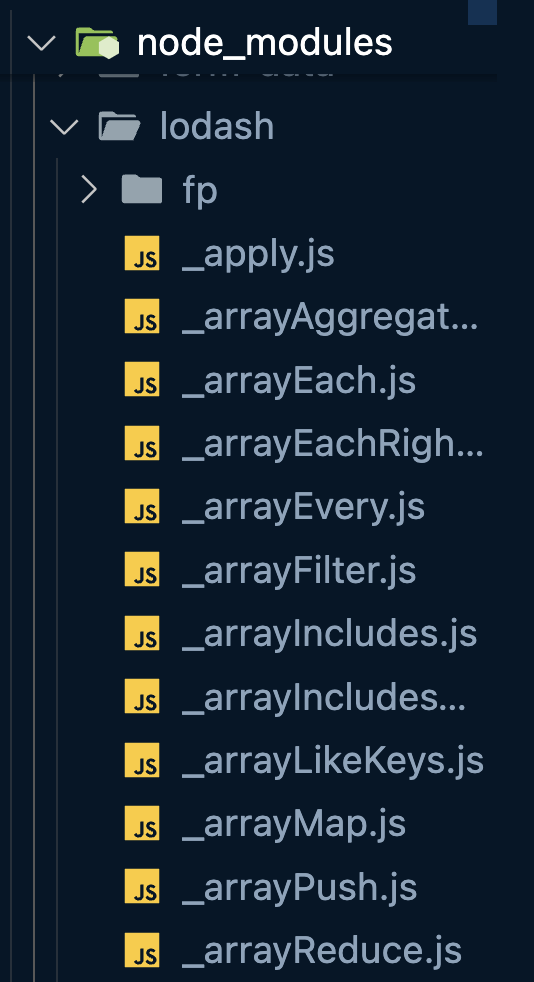 node_modules
lodash
fp
JS _apply.js
JS _arrayAggregat...
JS _arrayEach.js
JS _arrayEachRigh...
JS _arrayEvery.js
JS _arrayFilter.js
JS _arrayIncludes.js
JS _arrayIncludes...
JS _arrayLikeKeys.js
JS _arrayMap.js
JS _arrayPush.js
JS _arrayReduce.js